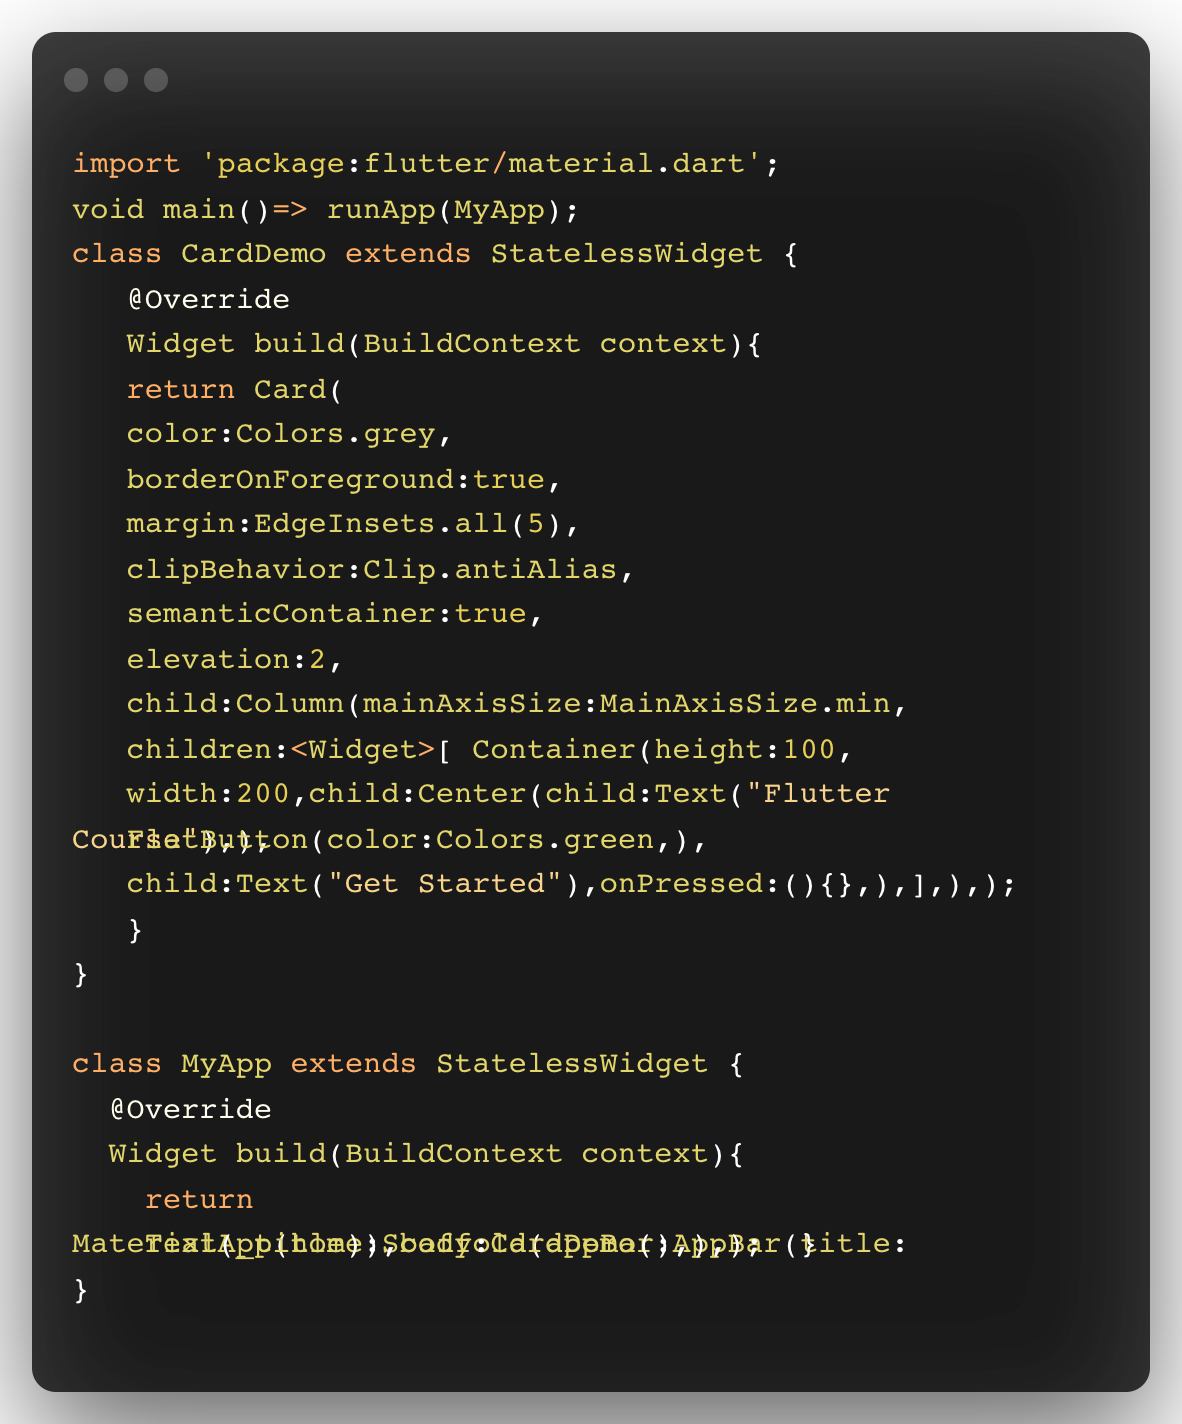 import 'package:flutter/material.dart';
void main()=> runApp(MyApp);
class CardDemo extends StatelessWidget {
@Override
Widget build(BuildContext context){
return Card(
color:Colors.grey,
borderOnForeground:true,
margin:EdgeInsets.all(5),
clipBehavior:Clip.antiAlias,
semanticContainer:true,
elevation:2,
child:Column(mainAxisSize:MainAxisSize.min,
children:<Widget>[ Container(height:100,
width:200,child:Center(child:Text("Flutter
Course"),),
FlatButton(color:Colors.green,),
child:Text("Get Started"),onPressed:(){},),],),);
}
}
class MyApp extends StatelessWidget {
@Override
Widget build(BuildContext context){
return
MaterialApp(home:Scaffold(appBar:AppBar(title:
Text(_title)),body:CardDemo(),),); }
}